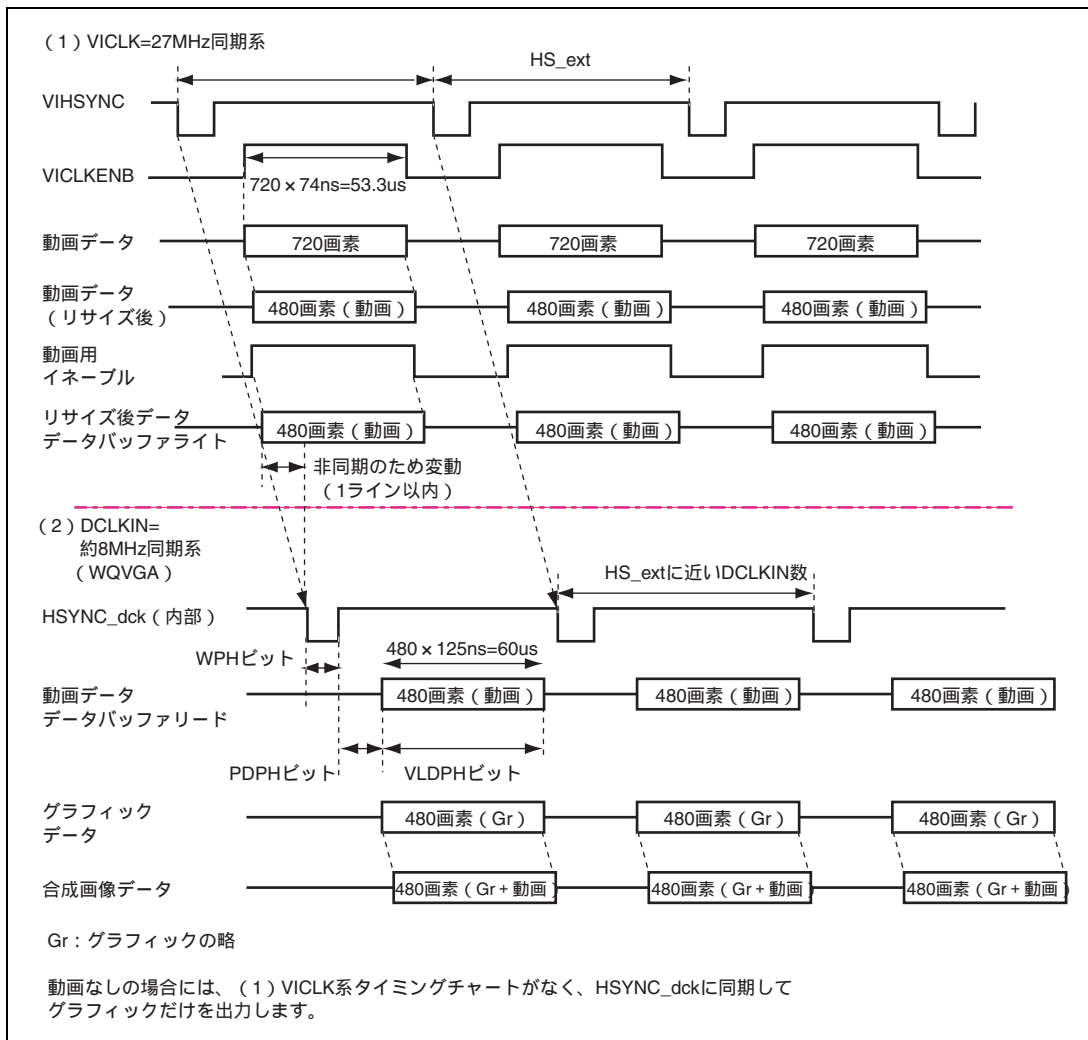 （1）VICLK=27MHz同期系
HS_ext
VIHSYNC
VICLKENB
720×74ns=53.3us
動画データ
720画素
720画素
720画素
動画データ
（リサイズ後）
480画素（動画）
480画素（動画）
480画素（動画）
動画用
イネーブル
リサイズ後データ
データバッファライト
480画素（動画）
480画素（動画）
480画素（動画）
非同期のため変動
（1ライン以内）
（2）DCLKIN=
約8MHz同期系
（WQVGA）
HS_extに近いDCLKIN数
HSYNC_dck（内部）
WPHビット
480×125ns=60us
動画データ
データバッファリード
480画素（動画）
480画素（動画）
480画素（動画）
PDPHビット
VLDPHビット
グラフィック
データ
480画素（Gr）
480画素（Gr）
480画素（Gr）
合成画像データ
480画素（Gr+動画）
480画素（Gr+動画）
480画素（Gr+動画）
Gr：グラフィックの略
動画なしの場合には、（1）VICLK系タイミングチャートがなく、HSYNC_dckに同期して
グラフィックだけを出力します。